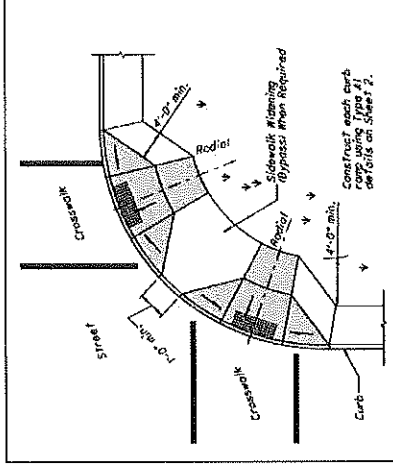 Crosswalk
Street
1'-0" min.
Crosswalk
Curb
4'-0" min.
Radial
Sidewalk Widening
(Bypass) When Required
Radial
4'-0" min.
Construct each curb
ramp using Type A1
details on Sheet 2.